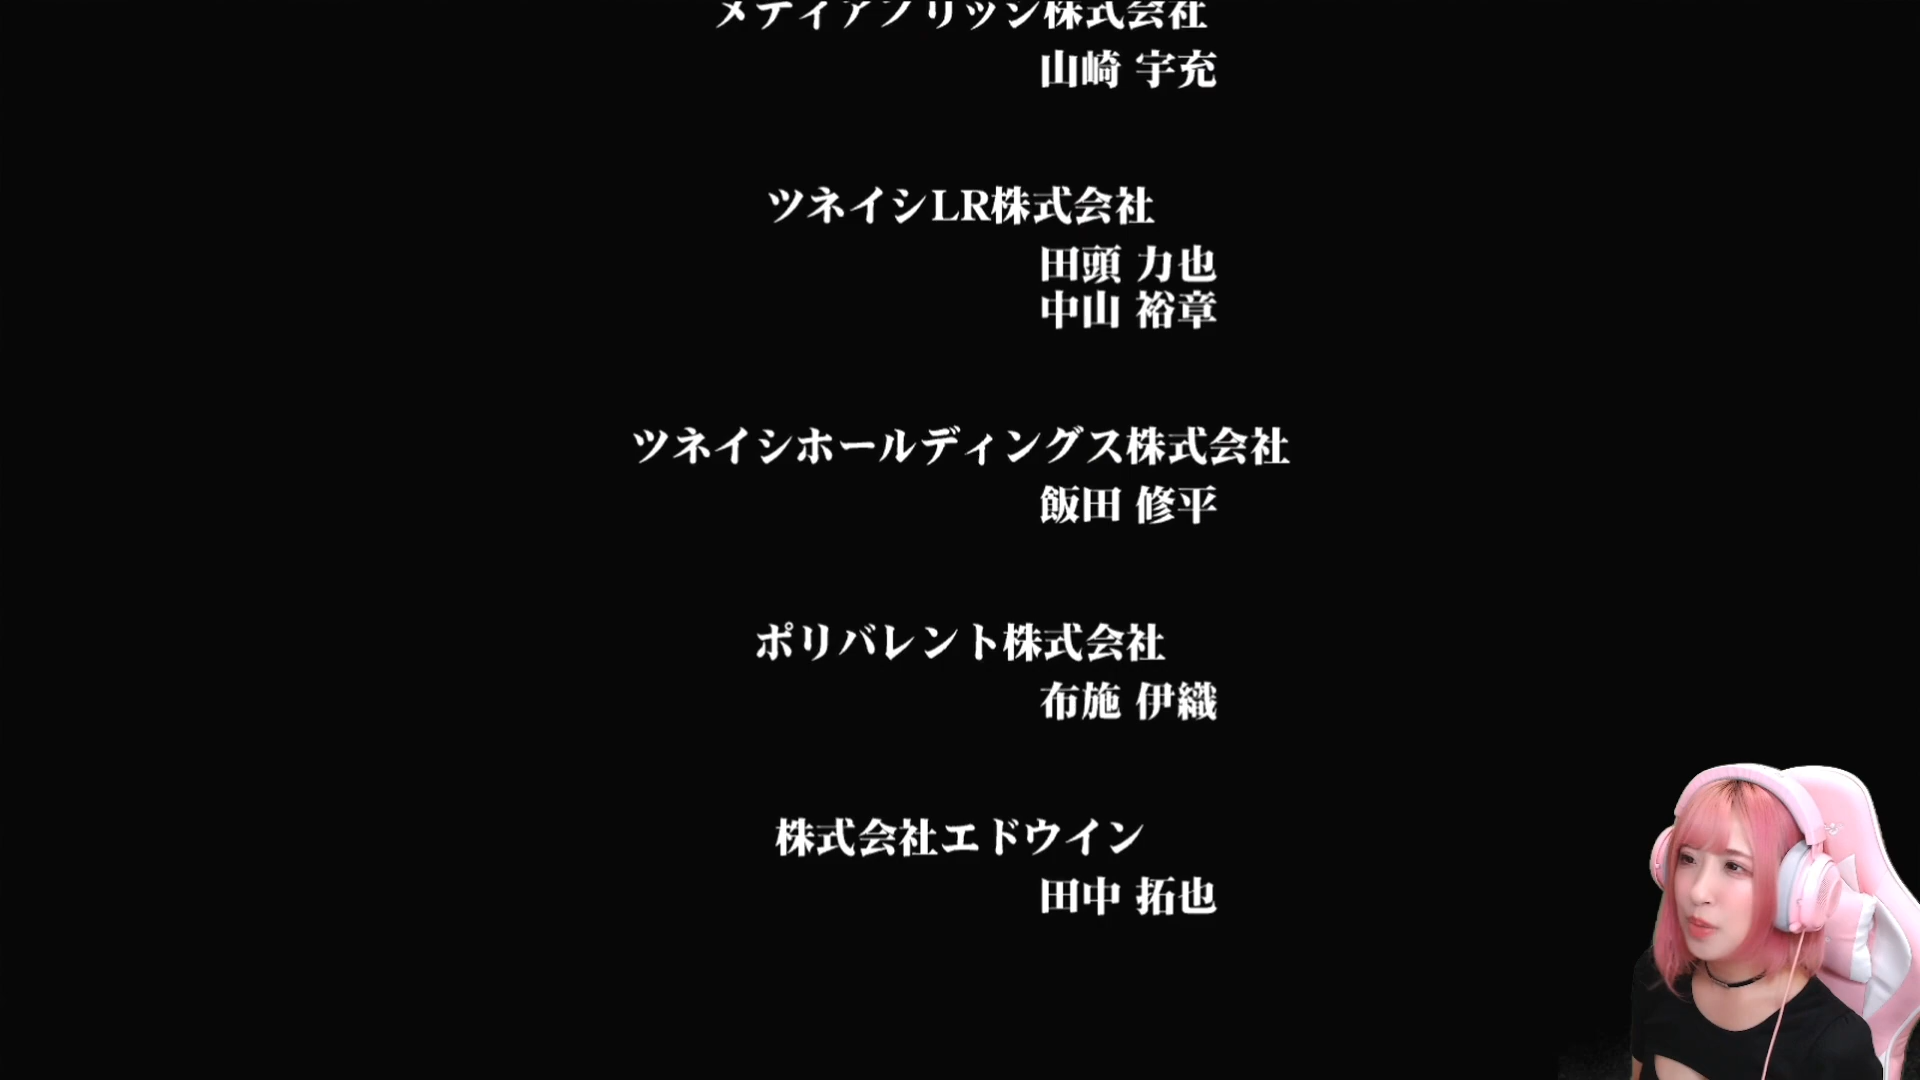 メディアブリッジ株式会社
山崎 宇充
ツネイシLR株式会社
田頭 力也
中山 裕章
ツネイシホールディングス株式会社
飯田 修平
ポリバレント株式会社
布施 伊織
株式会社エドウイン
田中 拓也